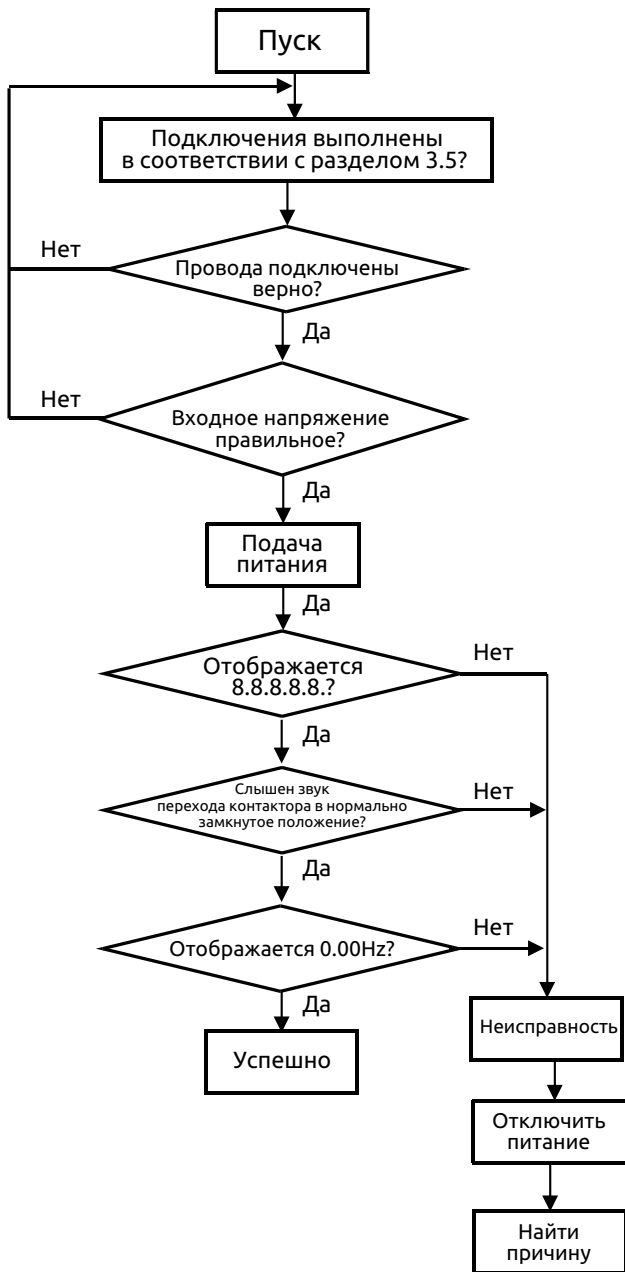 Пуск
Подключения выполнены
в соответствии с разделом 3.5?
Нет
Провода подключены
верно?
Да
Нет
Входное напряжение
правильное?
Да
Подача
питания
Да
Отображается
8.8.8.8.8.?
Нет
Да
Слышен звук
перехода контактора в нормально
замкнутое положение?
Нет
Да
Отображается 0.00Hz?
Нет
Да
Успешно
Неисправность
Отключить
питание
Найти
причину